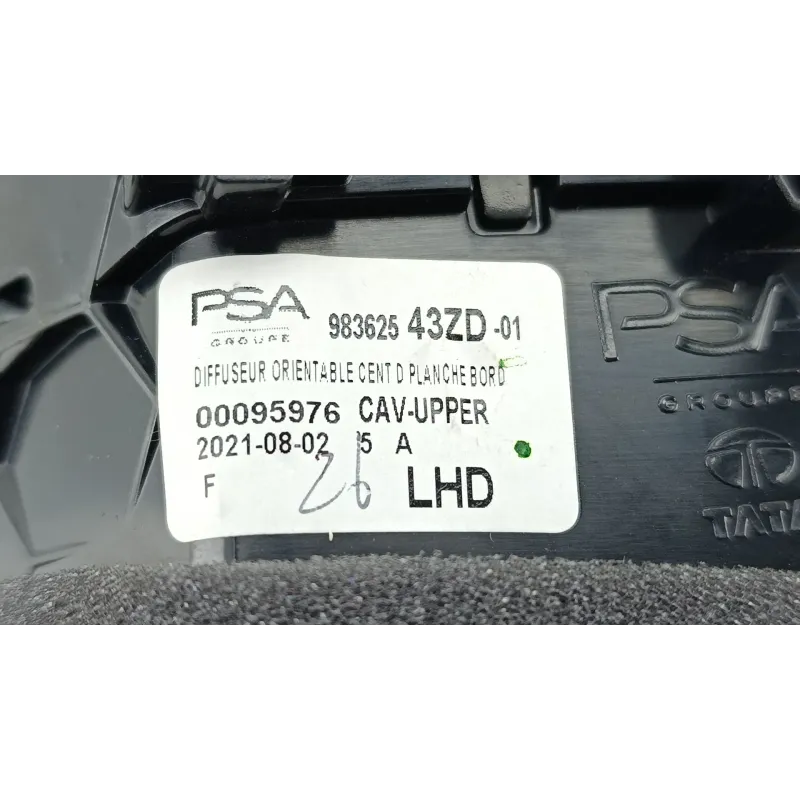 PSA
GROUPE
983625 43ZD -01
DIFFUSEUR ORIENTABLE CENT D PLANCHE BORD
00095976 CAV-UPPER
2021-08-02 5 A
F 26 LHD
PSA
GROUPE
TATA